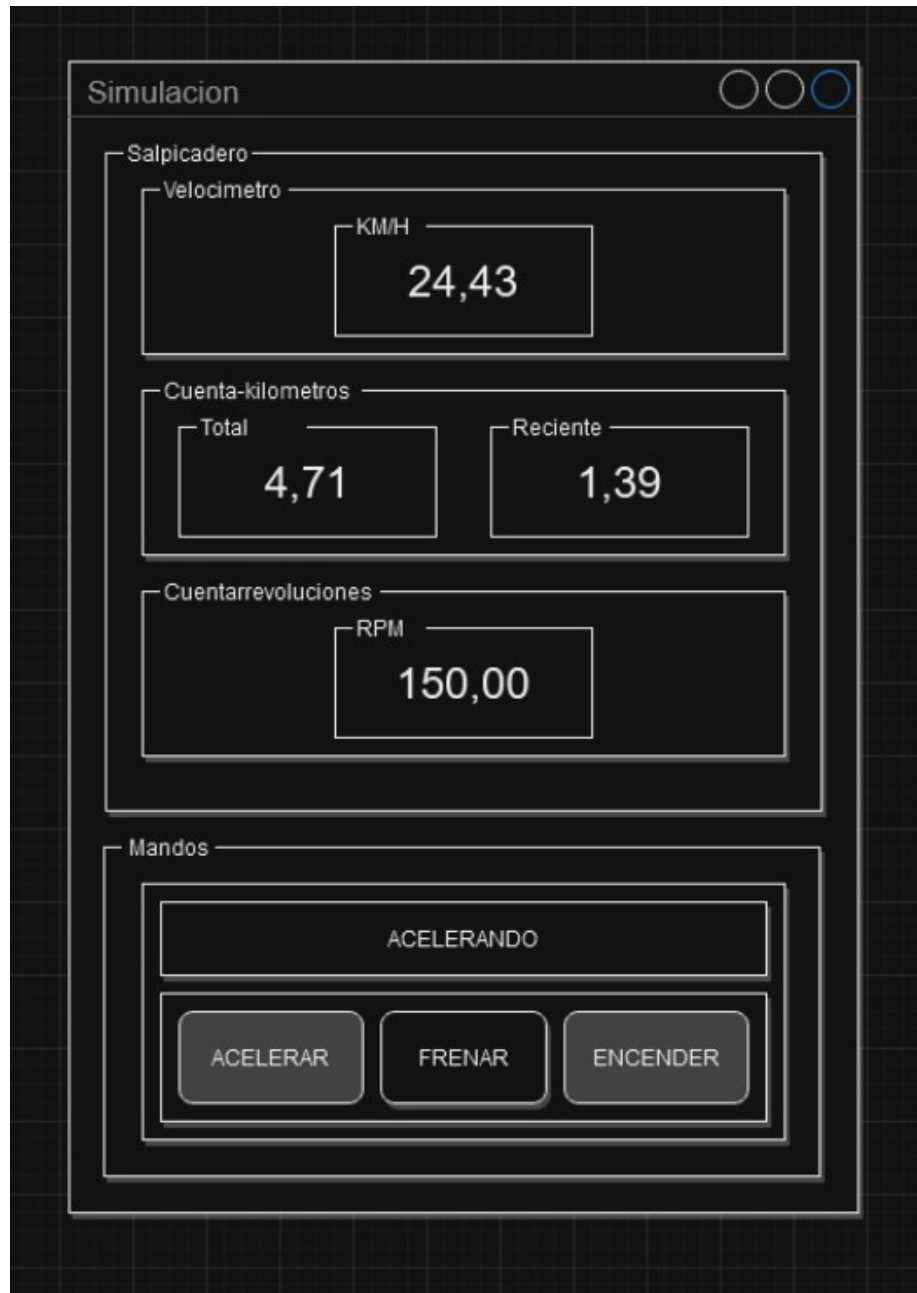 Simulacion
Salpicadero
Velocimetro
KM/H
24,43
Cuenta-kilometros
Total
Reciente
4,71
1,39
Cuentarrevoluciones
RPM
150,00
Mandos
ACELERANDO
ACELERAR
FRENAR
ENCENDER